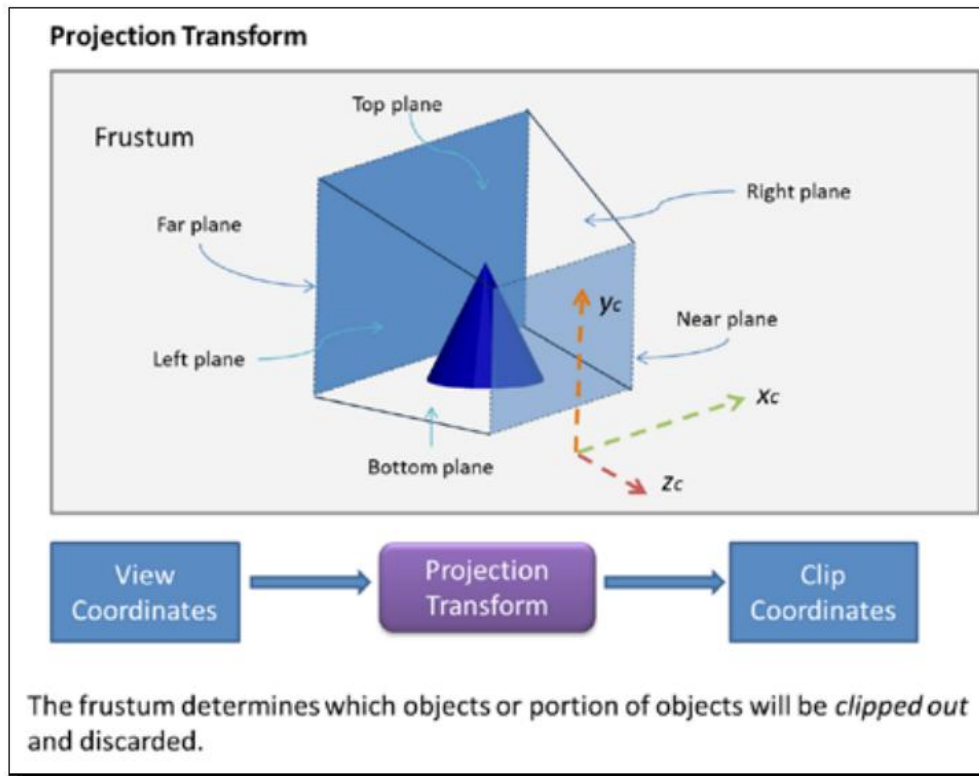 Projection Transform
Frustum
Top plane
Right plane
Far plane
Near plane
Left plane
Bottom plane
yc
xc
zc
View
Coordinates
Projection
Transform
Clip
Coordinates
The frustum determines which objects or portion of objects will be clipped out
and discarded.